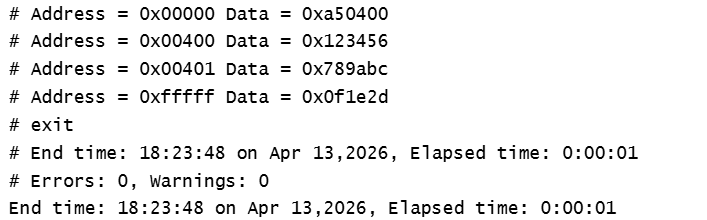 # Address = 0x00000 Data = 0xa50400
# Address = 0x00400 Data = 0x123456
# Address = 0x00401 Data = 0x789abc
# Address = 0xfffff Data = 0x0f1e2d
# exit
# End time: 18:23:48 on Apr 13,2026, Elapsed time: 0:00:01
# Errors: 0, Warnings: 0
End time: 18:23:48 on Apr 13,2026, Elapsed time: 0:00:01